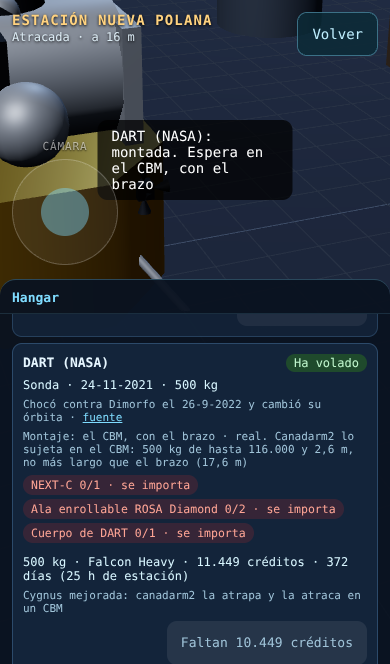 ESTACIÓN NUEVA POLANA
Atracada · a 16 m
Volver
CÁMARA
DART (NASA):
montada. Espera en
el CBM, con el
brazo
Hangar
DART (NASA)
Ha volado
Sonda · 24-11-2021 · 500 kg
Chocó contra Dimorfo el 26-9-2022 y cambió su
órbita · fuente
Montaje: el CBM, con el brazo · real. Canadarm2 lo
sujeta en el CBM: 500 kg de hasta 116.000 y 2,6 m,
no más largo que el brazo (17,6 m)
NEXT-C 0/1 · se importa
Ala enrollable ROSA Diamond 0/2 · se importa
Cuerpo de DART 0/1 · se importa
500 kg · Falcon Heavy · 11.449 créditos · 372
días (25 h de estación)
Cygnus mejorada: canadarm2 la atrapa y la atraca en
un CBM
Faltan 10.449 créditos